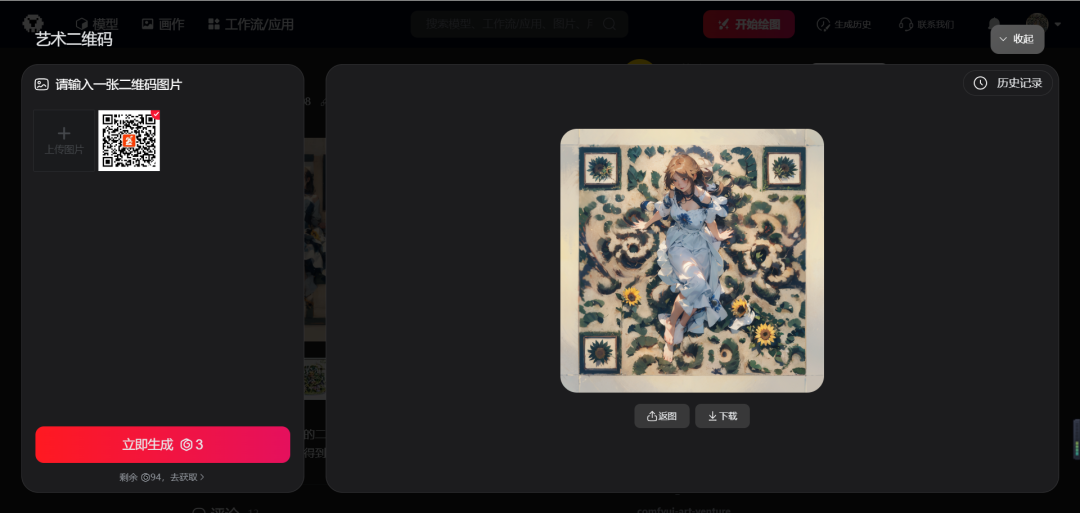 模型
画作
工作流/应用
搜索模型、工作流/应用、图片、
开始绘图
生成历史
联系我们
艺术二维码
收起
请输入一张二维码图片
历史记录
上传图片
返图
下载
立即生成 3
剩余 94，去获取 >
comfyui-art-venture